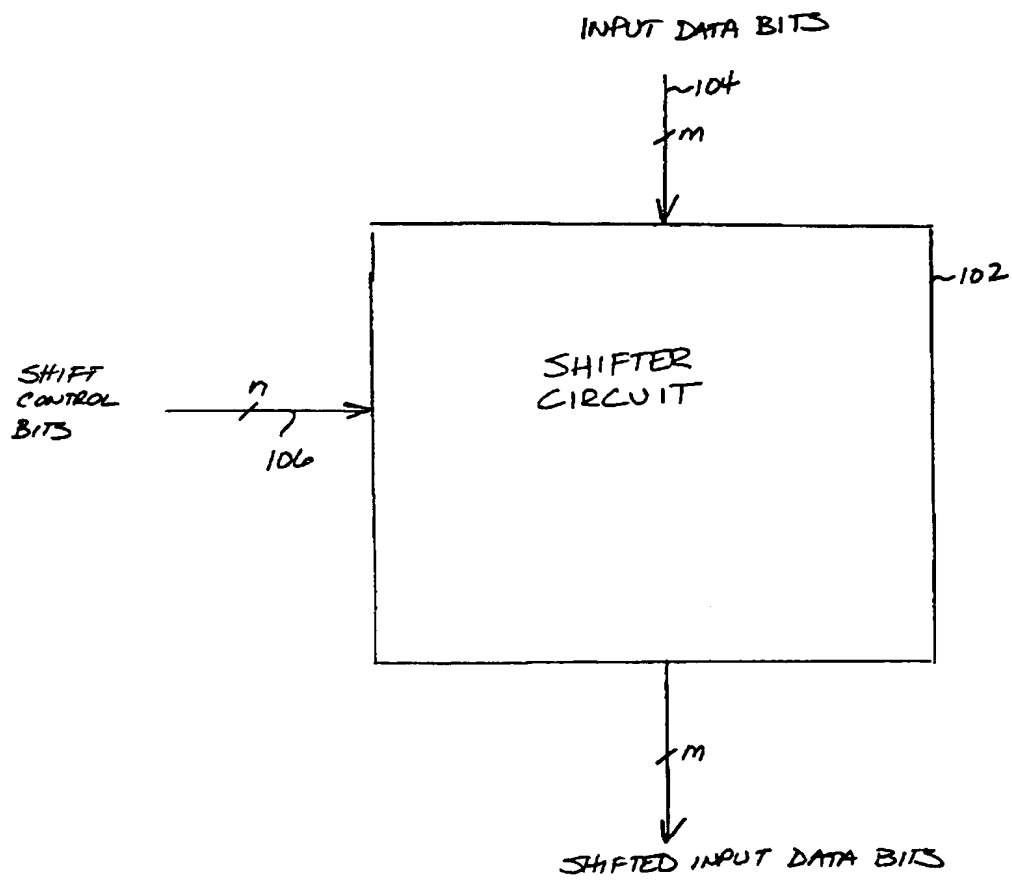 INPUT DATA BITS
104
m
102
SHIFTER
CIRCUIT
SHIFT
CONTROL
BITS
n
106
m
SHIFTED INPUT DATA BITS